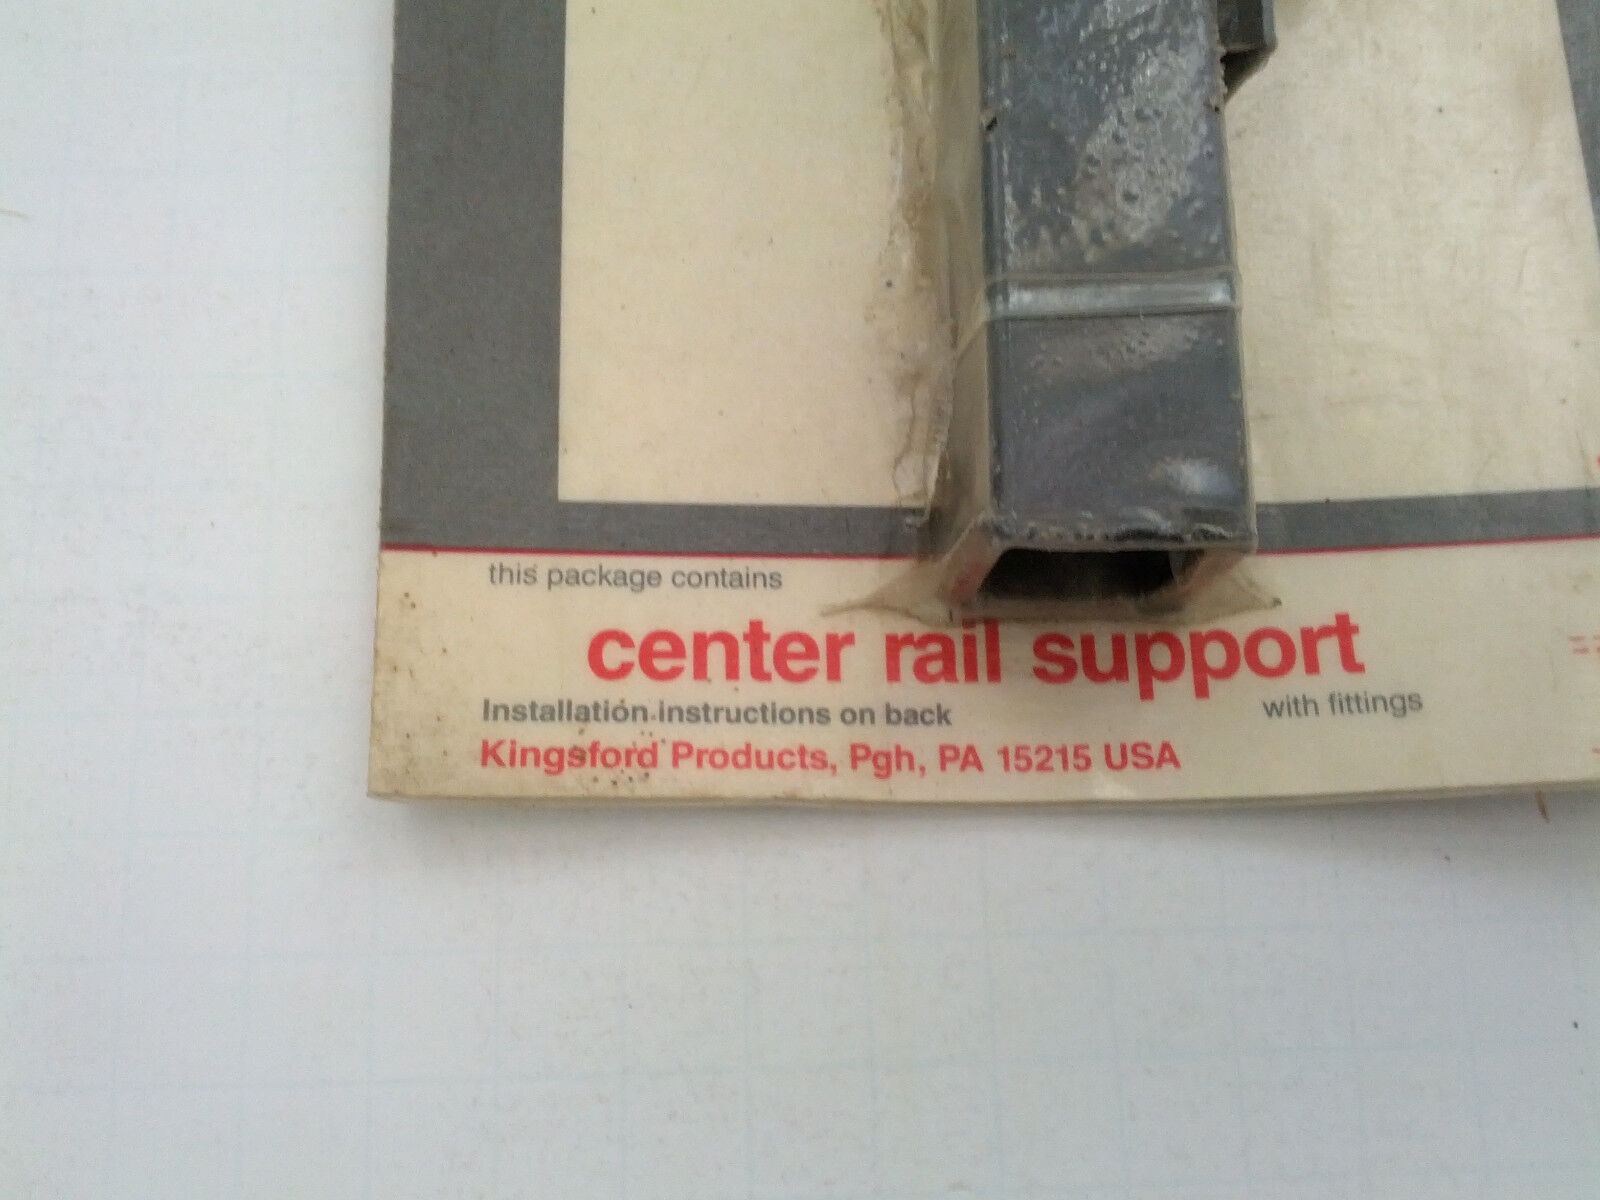 this package contains
center rail support
with fittings
Installation instructions on back
Kingsford Products, Pgh, PA 15215 USA